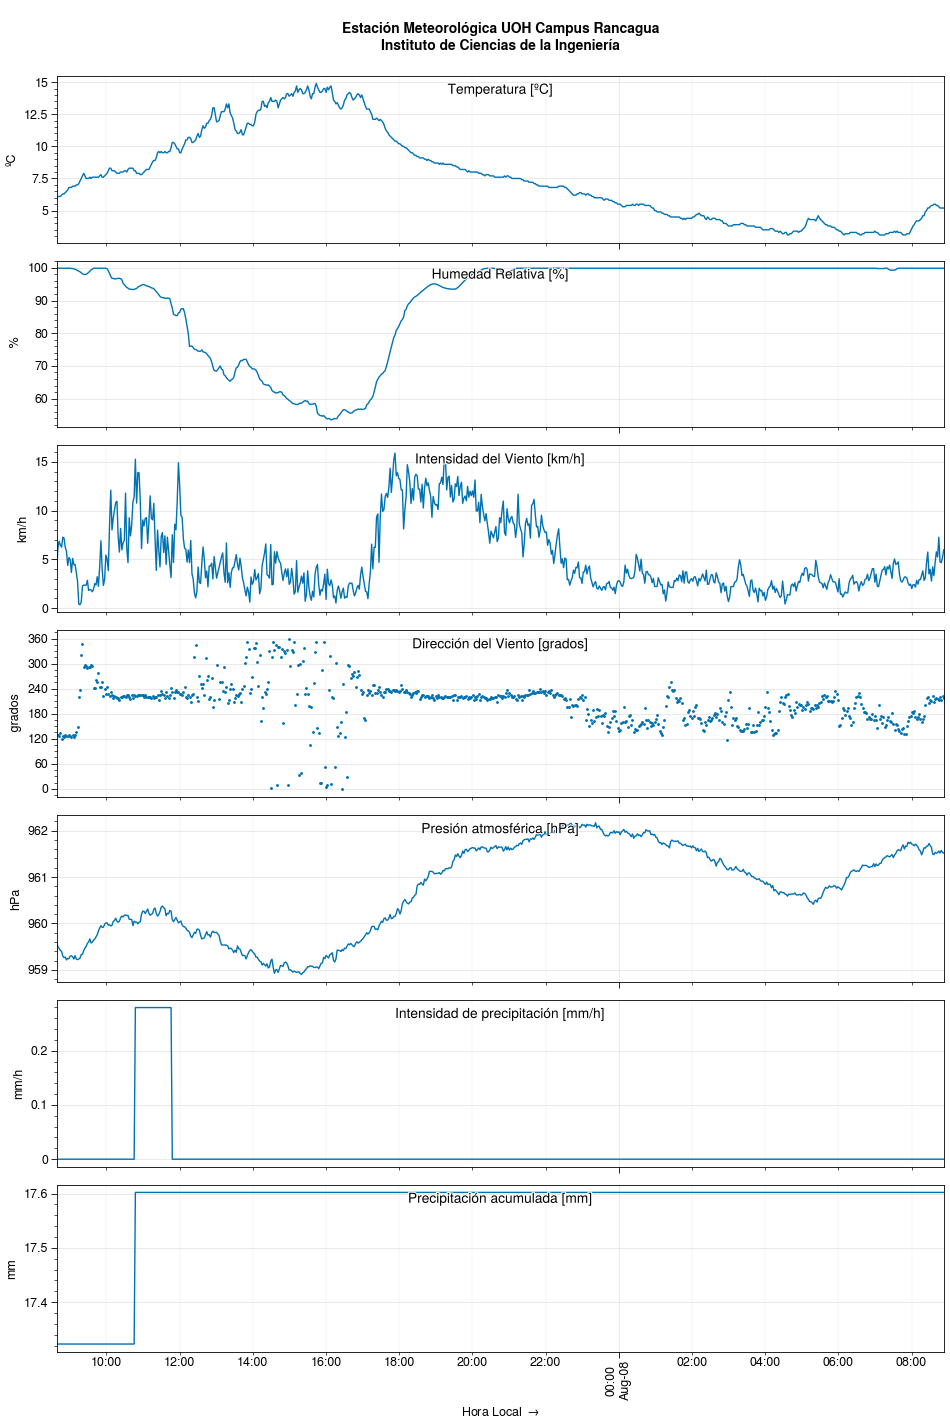 Estación Meteorológica UOH Campus Rancagua
Instituto de Ciencias de la Ingeniería
Temperatura [ºC]
15
12.5
10
7.5
5
ºC
Humedad Relativa [%]
100
90
80
70
60
%
Intensidad del Viento [km/h]
15
10
5
0
km/h
Dirección del Viento [grados]
360
300
240
180
120
60
0
grados
Presión atmosférica [hPa]
962
961
960
959
hPa
Intensidad de precipitación [mm/h]
0.2
0.1
0
mm/h
Precipitación acumulada [mm]
17.6
17.5
17.4
mm
10:00 12:00 14:00 16:00 18:00 20:00 22:00 00:00 02:00 04:00 06:00 08:00
Aug-08
Hora Local →